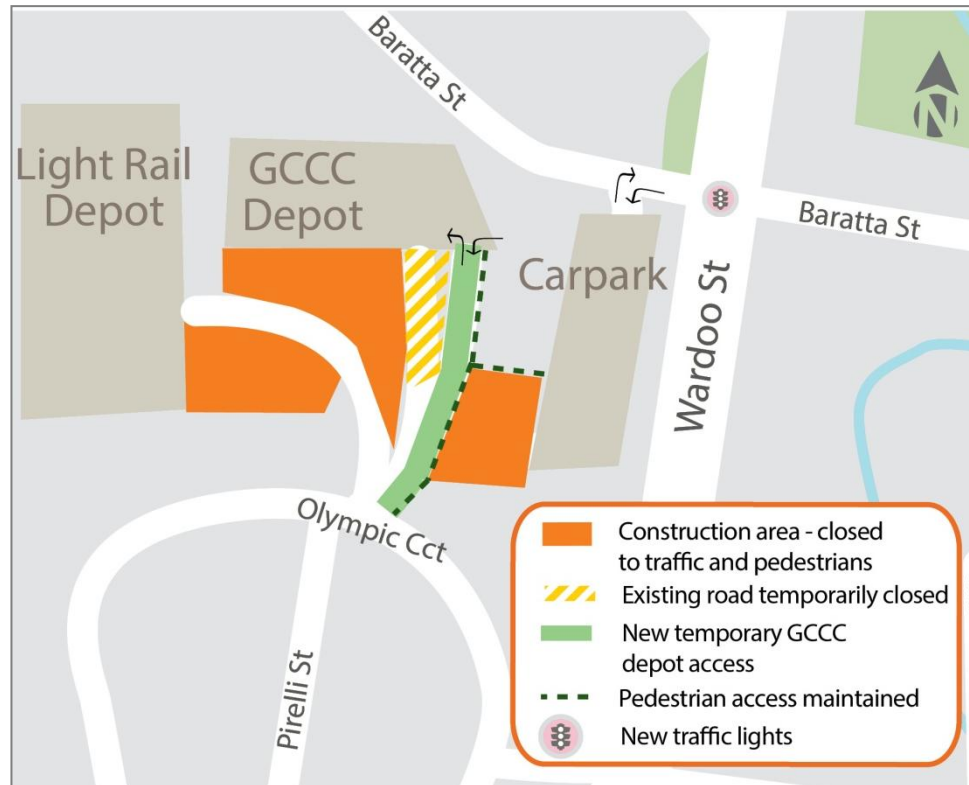 Baratta St
N
Light Rail
Depot
GCCC
Depot
Baratta St
Carpark
Wardoo St
Olympic Cct
Pirelli St
Construction area - closed
to traffic and pedestrians
Existing road temporarily closed
New temporary GCCC
depot access
Pedestrian access maintained
New traffic lights